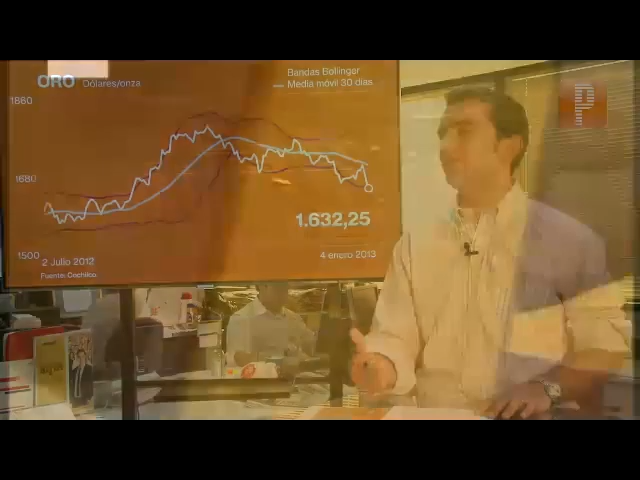 ORO Dólares/onza
Bandas Bollinger
Media móvil 30 días
1860
1680
1.632,25
1500
2 Julio 2012
4 enero 2013
Fuente: Cochilco
P